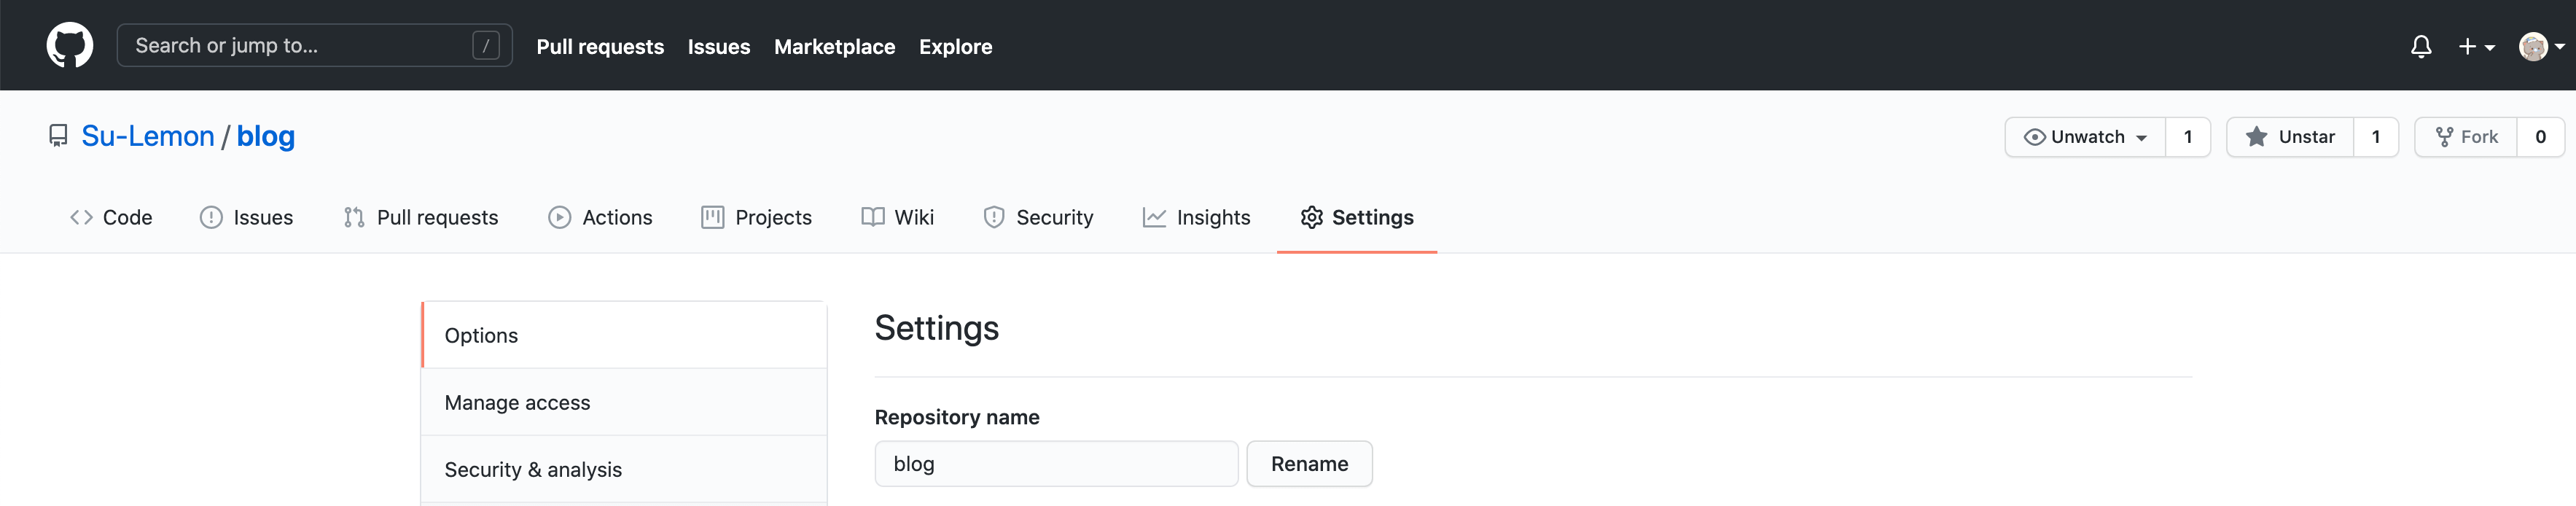 Search or jump to... / Pull requests Issues Marketplace Explore
Su-Lemon / blog Unwatch 1 Unstar 1 Fork 0
Code Issues Pull requests Actions Projects Wiki Security Insights Settings
Options
Settings
Manage access
Repository name
Security & analysis
blog Rename